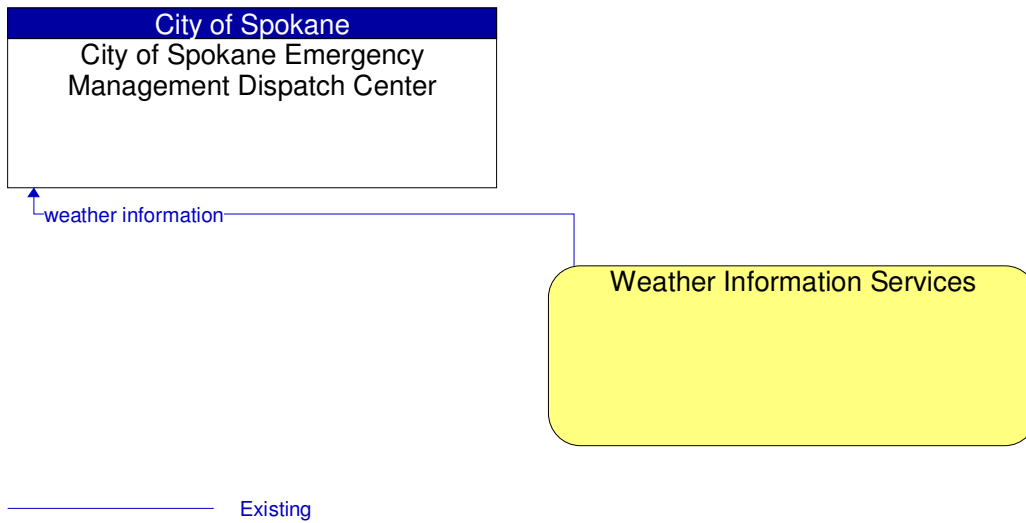 City of Spokane
City of Spokane Emergency
Management Dispatch Center
weather information
Weather Information Services
Existing